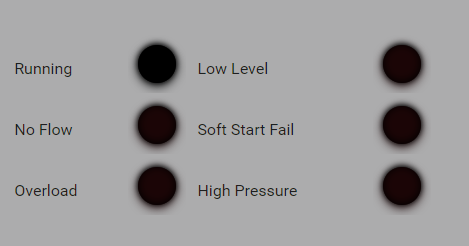 Running
Low Level
No Flow
Soft Start Fail
Overload
High Pressure